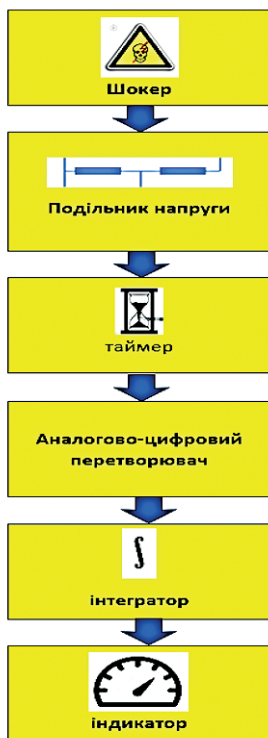 Шокер
Подільник напруги
таймер
Аналогово-цифровий
перетворювач
∫
інтегратор
індикатор